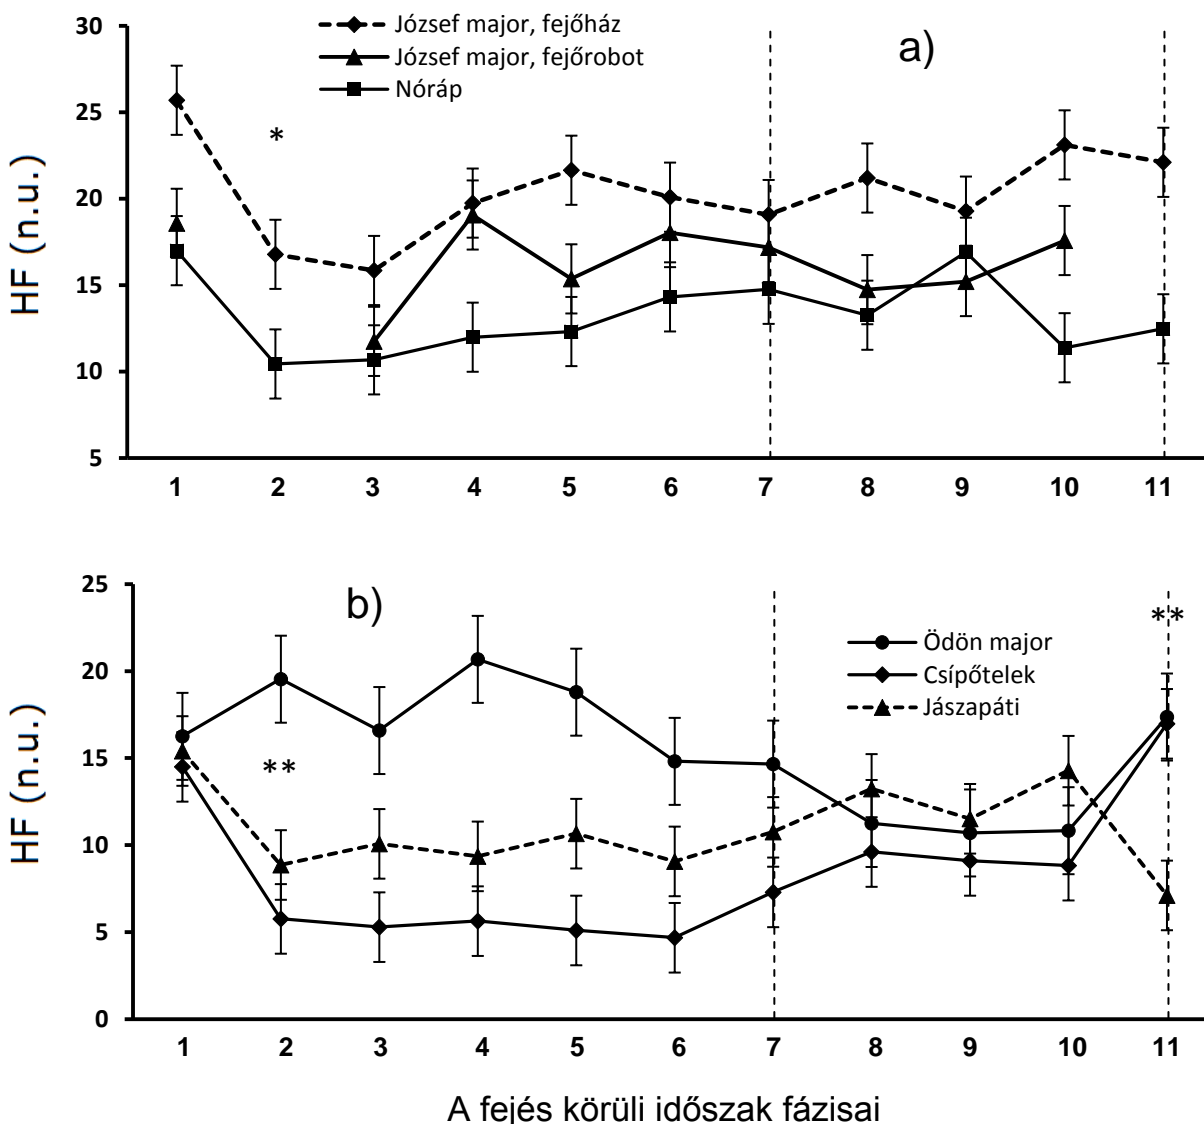 30
25
20
15
10
5
HF (n.u.)
József major, fejőház
József major, fejőrobot
Nóráp
a)
*
1 2 3 4 5 6 7 8 9 10 11
25
20
15
10
5
0
HF (n.u.)
b)
**
**
Ödön major
Csípőtelek
Jászapáti
1 2 3 4 5 6 7 8 9 10 11
A fejés körüli időszak fázisai